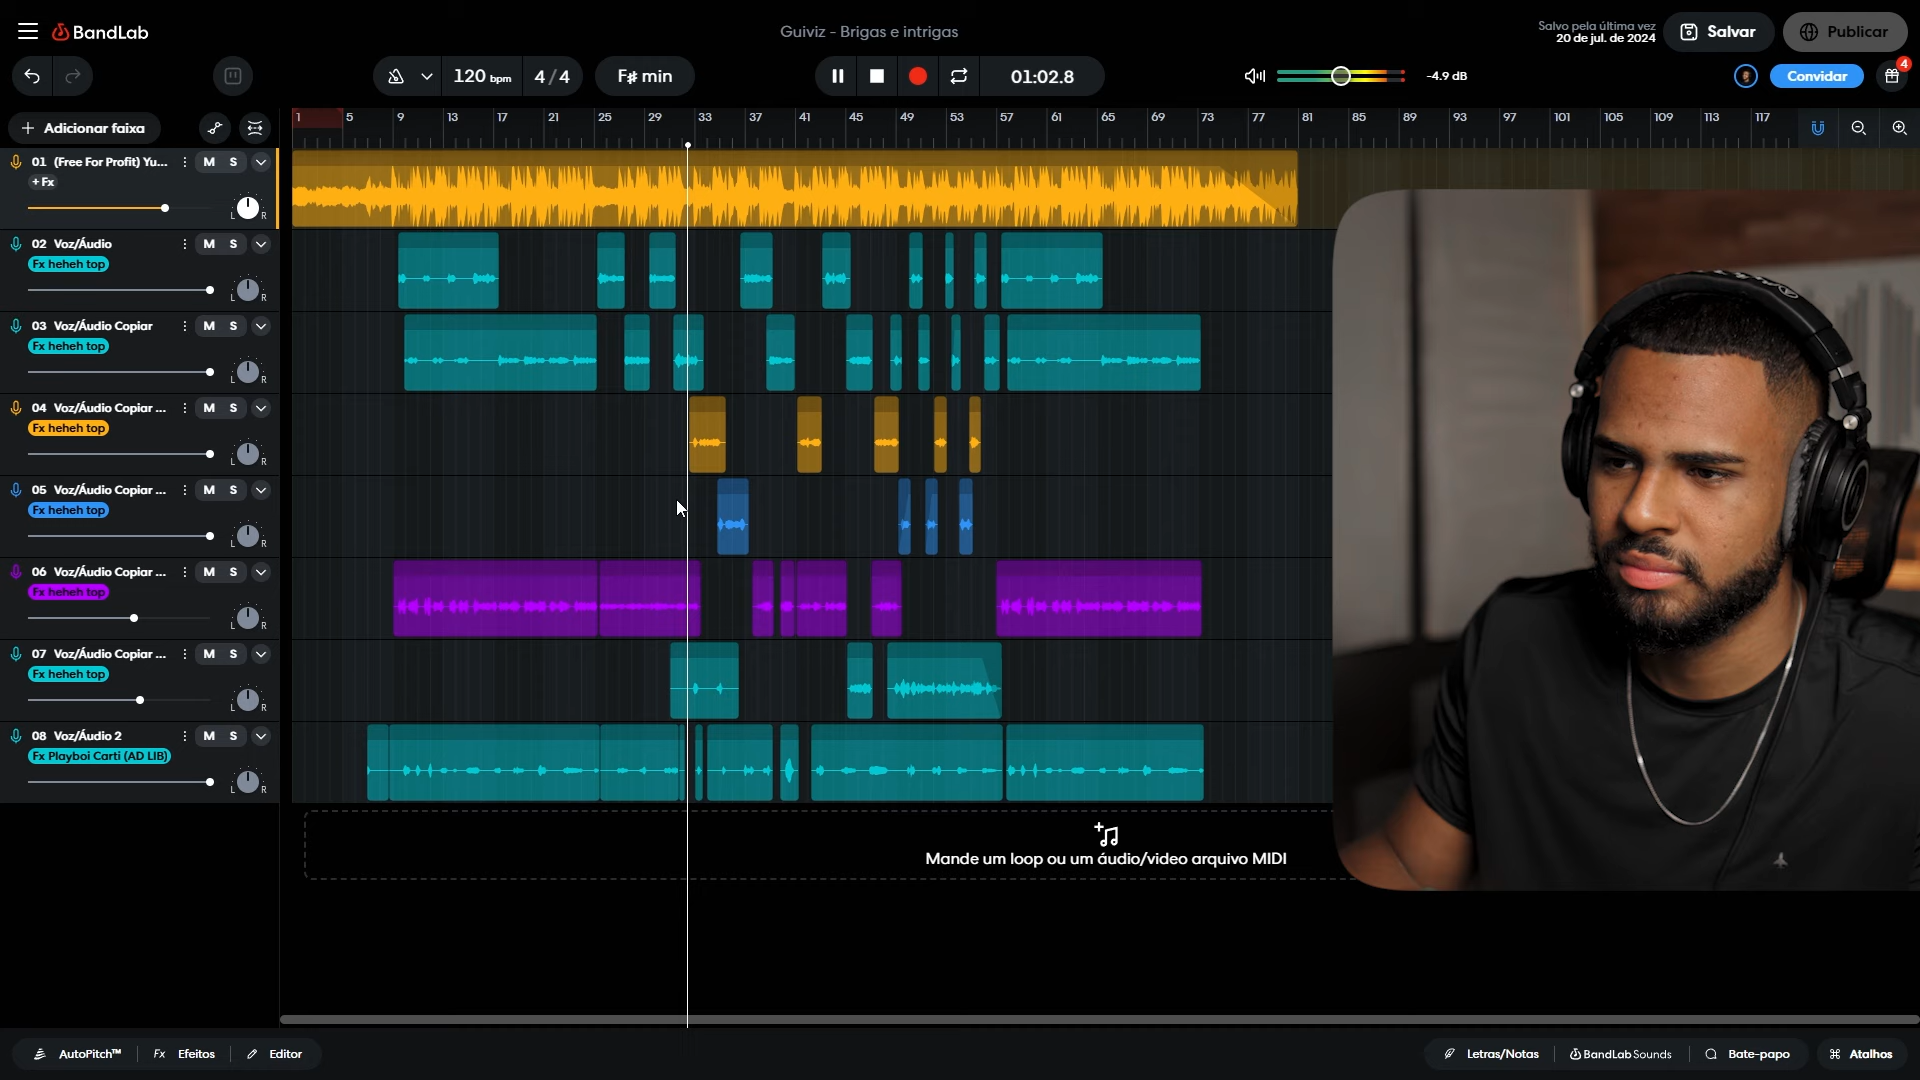 BandLab
Guiviz - Brigas e intrigas
Salvo pela última vez
20 de jul. de 2024
Salvar
Publicar
120 bpm
4 / 4
F♯ min
01:02.8
-4.9 dB
Convidar
4
Adicionar faixa
1 5 9 13 17 21 25 29 33 37 41 45 49 53 57 61 65 69 73 77 81 85 89 93 97 101 105 109 113 117
01 (Free For Profit) Yu... M S
+ Fx
L R
02 Voz/Áudio M S
Fx heheh top
L R
03 Voz/Áudio Copiar M S
Fx heheh top
L R
04 Voz/Áudio Copiar ... M S
Fx heheh top
L R
05 Voz/Áudio Copiar ... M S
Fx heheh top
L R
06 Voz/Áudio Copiar ... M S
Fx heheh top
L R
07 Voz/Áudio Copiar ... M S
Fx heheh top
L R
08 Voz/Áudio 2 M S
Fx Playboi Carti (AD LIB)
L R
Mande um loop ou um áudio/video arquivo MIDI
AutoPitch™
Fx Efeitos
Editor
Letras/Notas
BandLab Sounds
Bate-papo
Atalhos